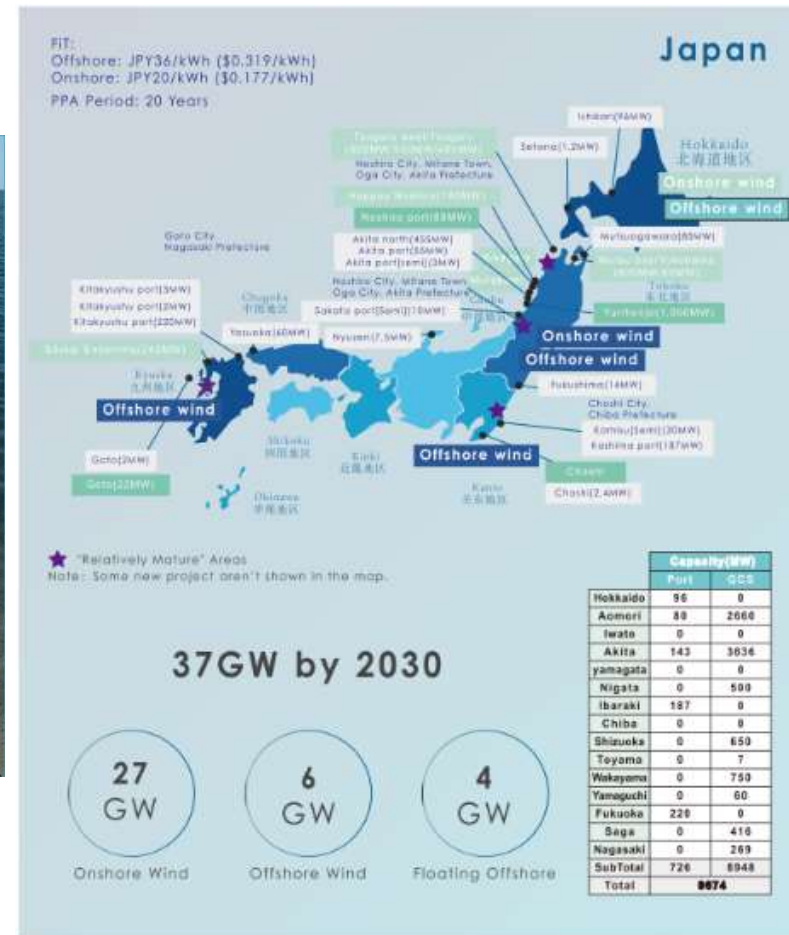 FiT:
Offshore: JPY36/kWh ($0.319/kWh)
Onshore: JPY20/kWh ($0.177/kWh)
PPA Period: 20 Years
Japan
Ishikari(96MW)
Setana(1.2MW)
Hokkaido
北海道地区
Onshore wind
Offshore wind
Noshiro City, Mitane Town,
Oga City, Akita Prefecture
Noshiro port(88MW)
Goto City,
Nagasaki Prefecture
Akita north(455MW)
Akita port(55MW)
Akita port[semi](3MW)
Mutsuogawara(80MW)
Noshiro City, Mitane Town
Oga City, Akita Prefecture
Kitakyushu port(3MW)
Kitakyushu port(2MW)
Kitakyushu port(220MW)
Chugoku
中国地区
Chubu
中部地区
Tohoku
东北地区
Sakata port[Semi](15MW)
Yasuoka(60MW)
Nyuzen(7.5MW)
Onshore wind
Offshore wind
Kyushu
九州地区
Fukushima(14MW)
Offshore wind
Choshi City,
Chiba Prefecture
Kamisu[Semi](30MW)
Kashima port(187MW)
Shikoku
四国地区
Kinki
近畿地区
Offshore wind
Goto(2MW)
Goto(22MW)
Choshi
Choshi(2.4MW)
Kanto
关东地区
Okinawa
"Relatively Mature" Areas
Note: Some new project aren't shown in the map.
Capacity(MW)
Port GCS
Hokkaido 96 0
Aomori 80 2660
Iwate 0 0
Akita 143 3636
yamagata 0 0
Nigata 0 500
Ibaraki 187 0
Chiba 0 0
Shizuoka 0 650
Toyama 0 7
Wakayama 0 750
Yamaguchi 0 60
Fukuoka 220 0
Saga 0 416
Nagasaki 0 269
SubTotal 726 8948
Total 9674
37GW by 2030
27
GW
Onshore Wind
6
GW
Offshore Wind
4
GW
Floating Offshore